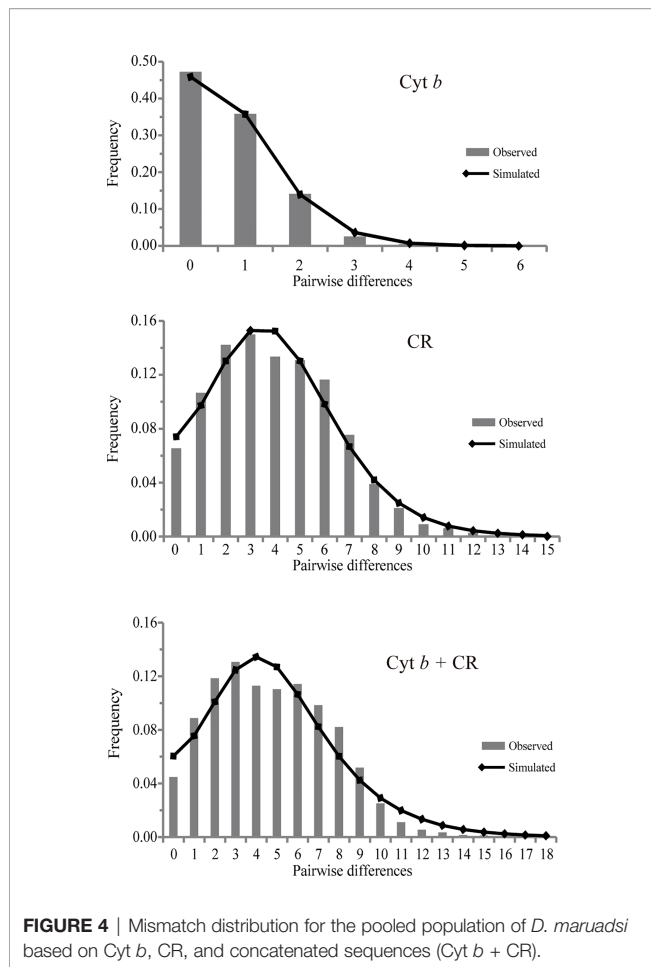 Cyt b
0.50
0.40
0.30
0.20
0.10
0.00
Frequency
Observed
Simulated
0 1 2 3 4 5 6
Pairwise differences
CR
0.16
0.12
0.08
0.04
0.00
Frequency
Observed
Simulated
0 1 2 3 4 5 6 7 8 9 10 11 12 13 14 15
Pairwise differences
Cyt b + CR
0.16
0.12
0.08
0.04
0.00
Frequency
Observed
Simulated
0 1 2 3 4 5 6 7 8 9 10 11 12 13 14 15 16 17 18
Pairwise differences
FIGURE 4 | Mismatch distribution for the pooled population of D. maruadsi
based on Cyt b, CR, and concatenated sequences (Cyt b + CR).